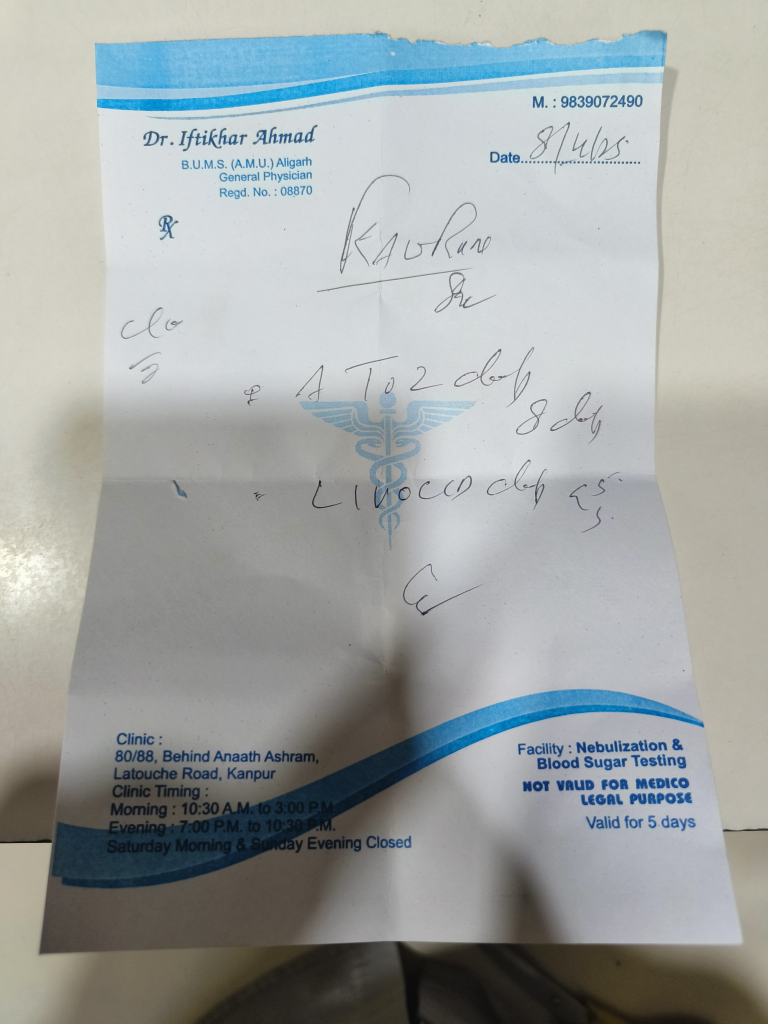 M. : 9839072490
Dr. Iftikhar Ahmad
B.U.M.S. (A.M.U.) Aligarh
General Physician
Regd. No. : 08870
Date 8/4/25
Rx
c/o
A To 2 drop
8 drop
drop
Clinic :
80/88, Behind Anaath Ashram,
Latouche Road, Kanpur
Clinic Timing :
Morning : 10:30 A.M. to 3:00 P.M.
Evening : 7:00 P.M. to 10:30 P.M.
Saturday Morning & Sunday Evening Closed
Facility : Nebulization &
Blood Sugar Testing
NOT VALID FOR MEDICO
LEGAL PURPOSE
Valid for 5 days